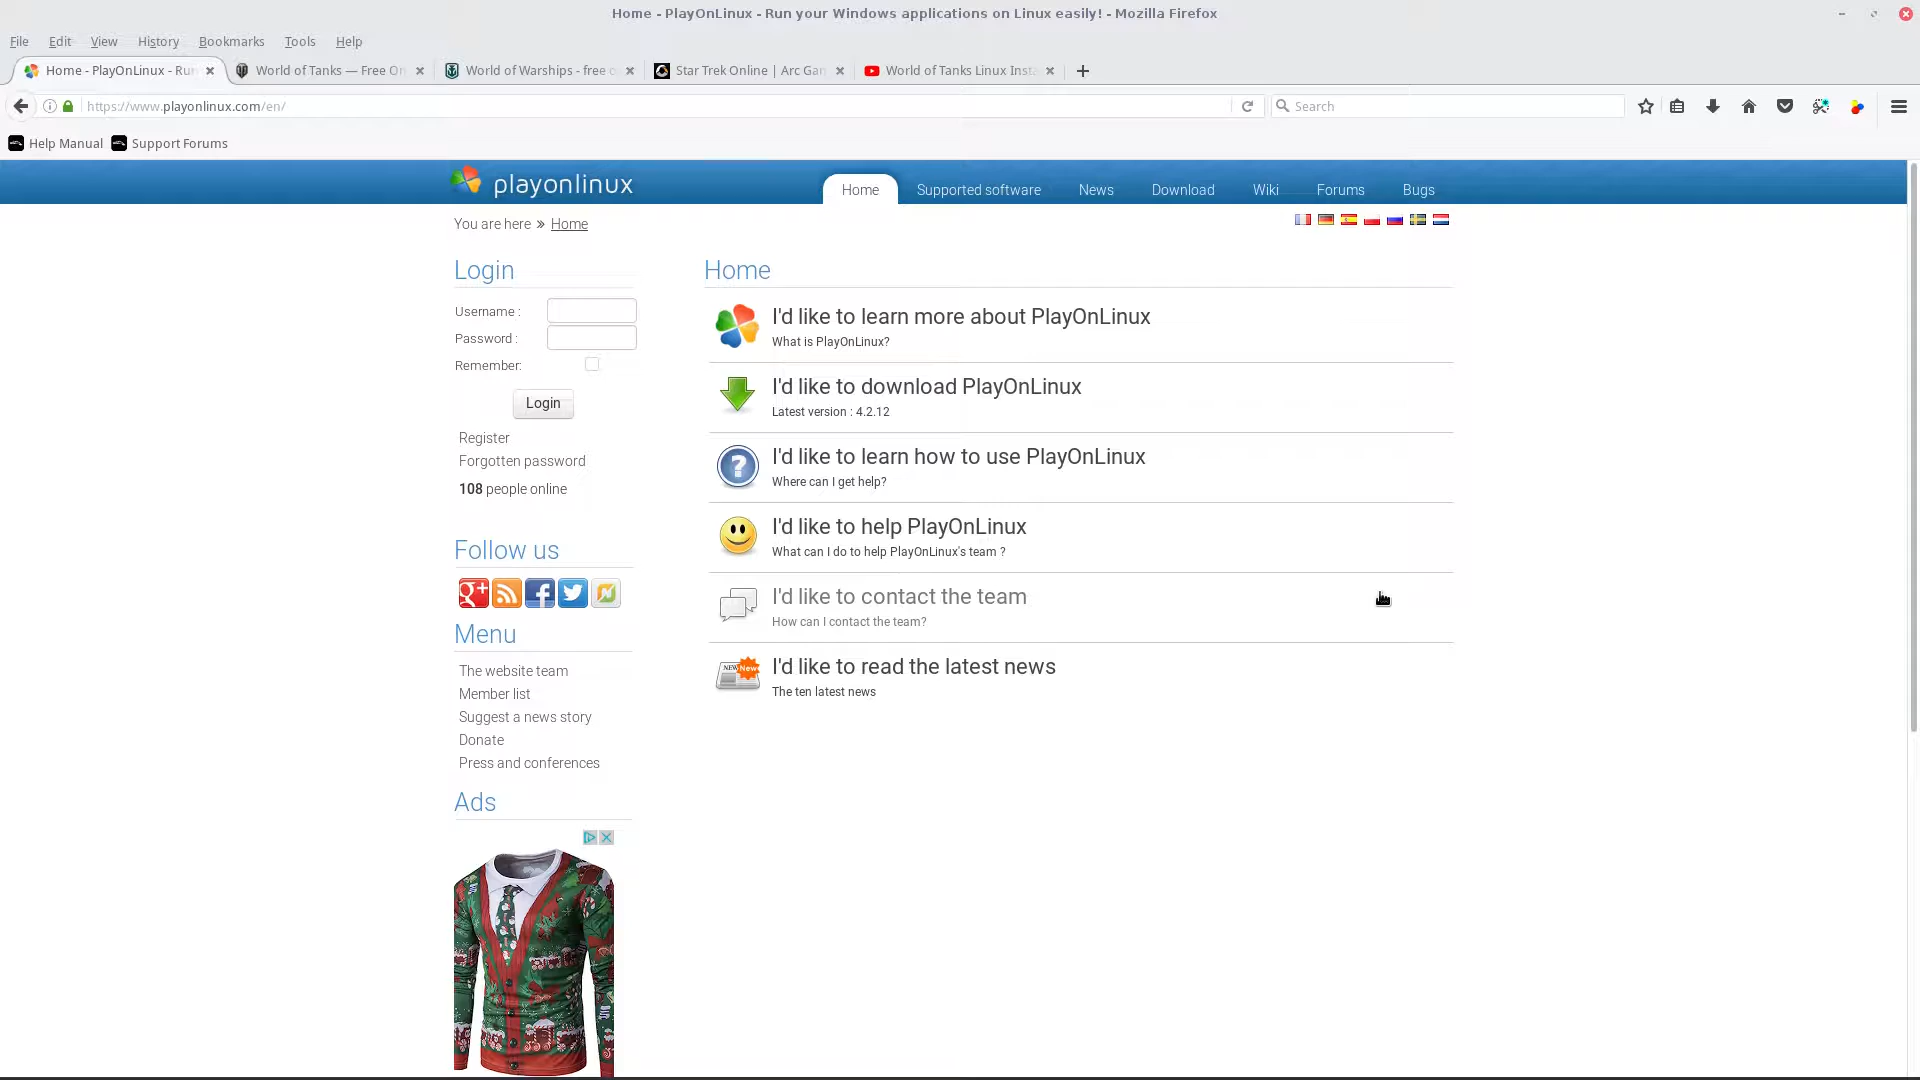 Home - PlayOnLinux - Run your Windows applications on Linux easily! - Mozilla Firefox
File Edit View History Bookmarks Tools Help
Home - PlayOnLinux - Run World of Tanks — Free On World of Warships - free o Star Trek Online | Arc Gam World of Tanks Linux Insta
https://www.playonlinux.com/en/ Search
Help Manual Support Forums
playonlinux Home Supported software News Download Wiki Forums Bugs
You are here » Home
Login
Username :
Password :
Remember:
Login
Register
Forgotten password
108 people online
Follow us
g+ f
Menu
The website team
Member list
Suggest a news story
Donate
Press and conferences
Ads
Home
I'd like to learn more about PlayOnLinux
What is PlayOnLinux?
I'd like to download PlayOnLinux
Latest version : 4.2.12
?
I'd like to learn how to use PlayOnLinux
Where can I get help?
I'd like to help PlayOnLinux
What can I do to help PlayOnLinux's team ?
I'd like to contact the team
How can I contact the team?
NEWS New
I'd like to read the latest news
The ten latest news